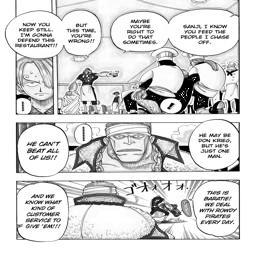 SANJI, I KNOW
YOU FEED THE
PEOPLE I CHASE
OFF.
MAYBE
YOU'RE
RIGHT TO
DO THAT
SOMETIMES.
BUT
THIS TIME,
YOU'RE
WRONG!!
NOW YOU
KEEP STILL.
I'M GONNA
DEFEND THIS
RESTAURANT!!
HE MAY BE
DON KRIEG,
BUT HE'S
JUST ONE
MAN.
HE CAN'T
BEAT ALL
OF US!!
THIS IS
BARATIE!
WE DEAL
WITH ROWDY
PIRATES
EVERY DAY.
AND WE
KNOW WHAT
KIND OF
CUSTOMER
SERVICE TO
GIVE 'EM!!!